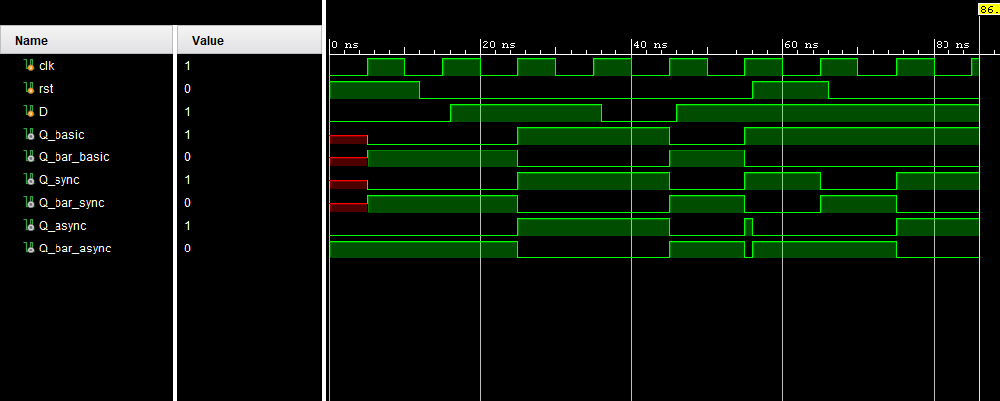 86.
Name Value
0 ns 20 ns 40 ns 60 ns 80 ns
clk 1
rst 0
D 1
Q_basic 1
Q_bar_basic 0
Q_sync 1
Q_bar_sync 0
Q_async 1
Q_bar_async 0